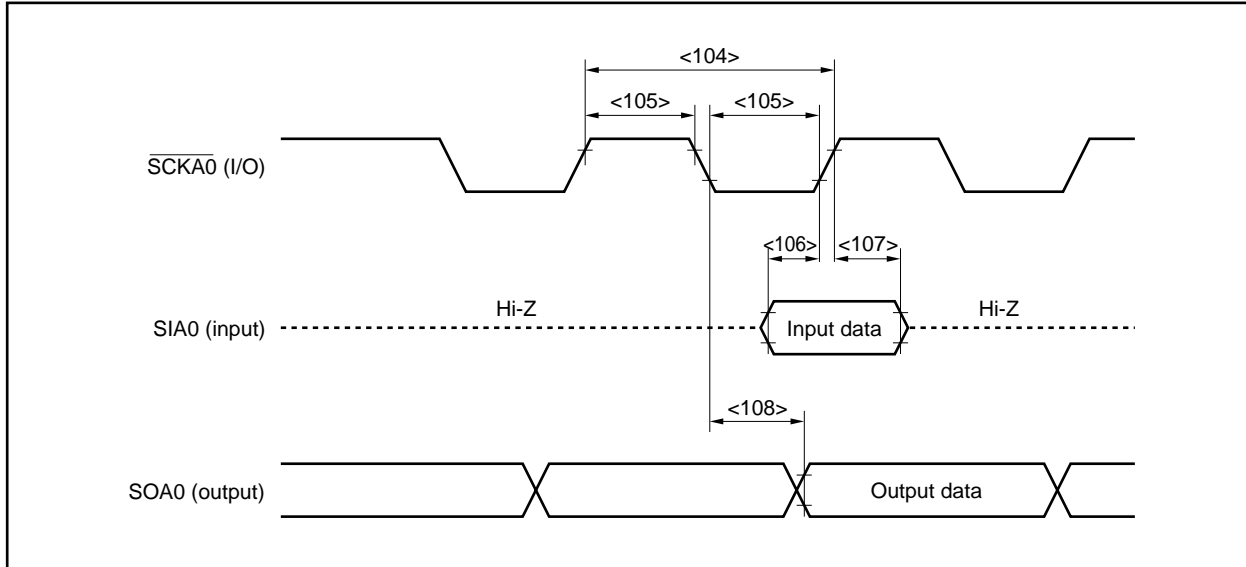 <104>
<105> <105>
SCKA0 (I/O)
<106> <107>
Hi-Z Hi-Z
SIA0 (input) Input data
<108>
SOA0 (output) Output data